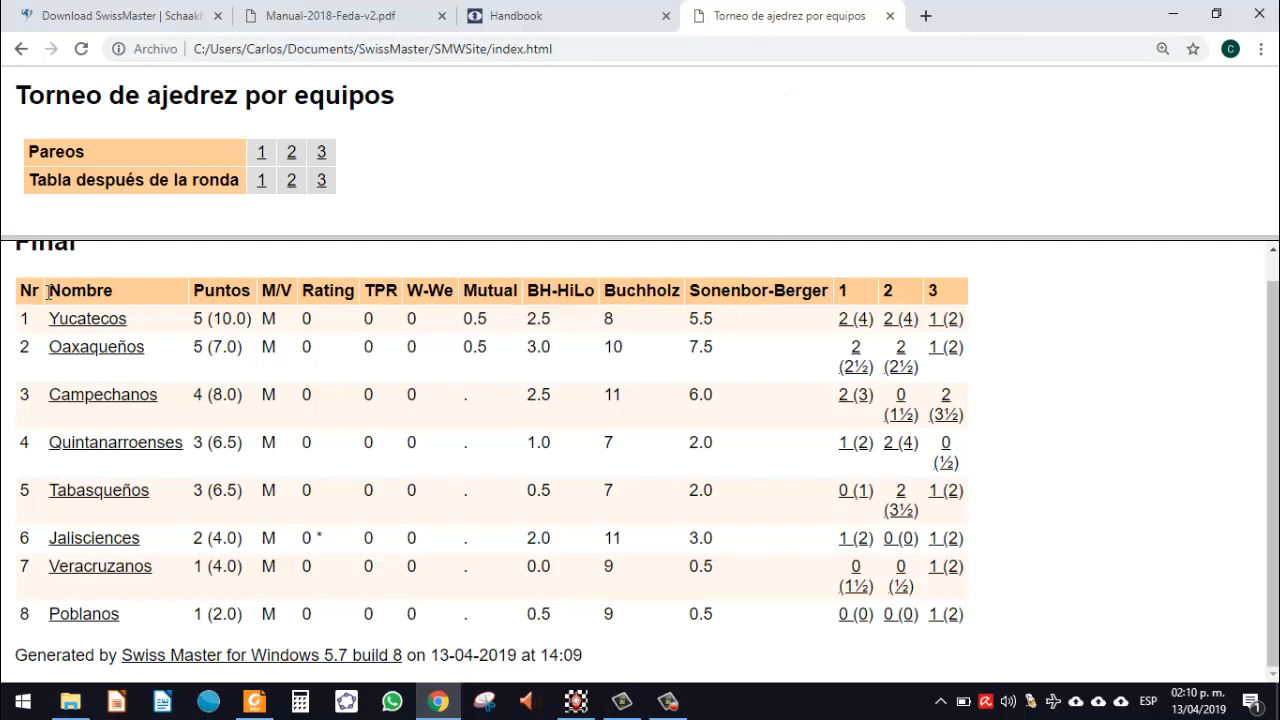 Download SwissMaster | Schaakb
Manual-2018-Feda-v2.pdf
Handbook
Torneo de ajedrez por equipos
Archivo | C:/Users/Carlos/Documents/SwissMaster/SMWSite/index.html
C
Torneo de ajedrez por equipos
Pareos 1 2 3
Tabla después de la ronda 1 2 3
Final
Nr Nombre Puntos M/V Rating TPR W-We Mutual BH-HiLo Buchholz Sonenbor-Berger 1 2 3
1 Yucatecos 5 (10.0) M 0 0 0 0.5 2.5 8 5.5 2 (4) 2 (4) 1 (2)
2 Oaxaqueños 5 (7.0) M 0 0 0 0.5 3.0 10 7.5 2 2 1 (2)
(2½) (2½)
3 Campechanos 4 (8.0) M 0 0 0 . 2.5 11 6.0 2 (3) 0 2
(1½) (3½)
4 Quintanarroenses 3 (6.5) M 0 0 0 . 1.0 7 2.0 1 (2) 2 (4) 0
(½)
5 Tabasqueños 3 (6.5) M 0 0 0 . 0.5 7 2.0 0 (1) 2 1 (2)
(3½)
6 Jalisciences 2 (4.0) M 0 * 0 0 . 2.0 11 3.0 1 (2) 0 (0) 1 (2)
7 Veracruzanos 1 (4.0) M 0 0 0 . 0.0 9 0.5 0 0 1 (2)
(1½) (½)
8 Poblanos 1 (2.0) M 0 0 0 . 0.5 9 0.5 0 (0) 0 (0) 1 (2)
Generated by Swiss Master for Windows 5.7 build 8 on 13-04-2019 at 14:09
ESP
02:10 p. m.
13/04/2019
1